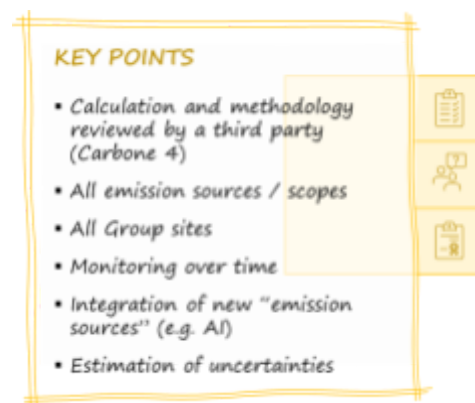 KEY POINTS
▪ Calculation and methodology
reviewed by a third party
(Carbone 4)
▪ All emission sources / scopes
▪ All Group sites
▪ Monitoring over time
▪ Integration of new “emission
sources” (e.g. AI)
▪ Estimation of uncertainties
?